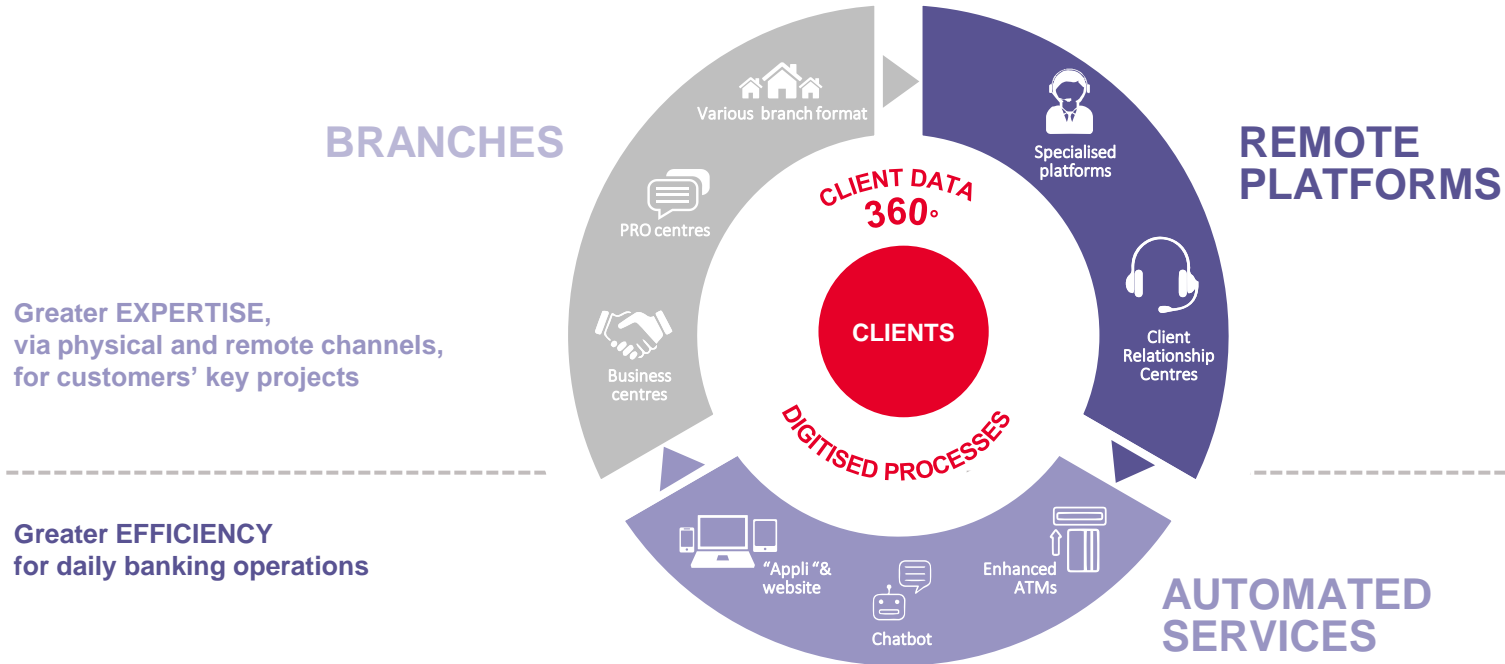 BRANCHES
Various branch format
PRO centres
Business
centres
Greater EXPERTISE,
via physical and remote channels,
for customers’ key projects
CLIENT DATA
360°
CLIENTS
DIGITISED PROCESSES
REMOTE
PLATFORMS
Specialised
platforms
Client
Relationship
Centres
Greater EFFICIENCY
for daily banking operations
“Appli “&
website
Chatbot
Enhanced
ATMs
AUTOMATED
SERVICES